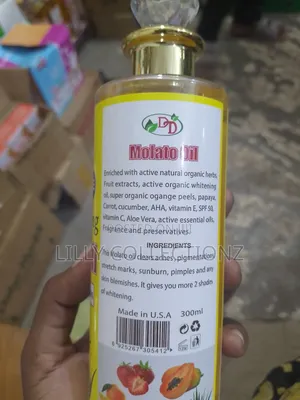 DD
Molato Oil
Enriched with active natural organic herbs,
Fruit extracts, active organic whitening
oil, super organic ogange peels, papaya,
Carrot, cucumber, AHA, vitamin E, SPF 95,
vitamin C, Aloe Vera, active essential oils,
Fragrance and preservatives.
LILLY COLLECTIONZ
INGREDIENTS
This molato oil clears acnes, pigmentation
stretch marks, sunburn, pimples and any
skin blemishes. It gives you more 2 shades
of whitening.
Made in U.S.A 300ml